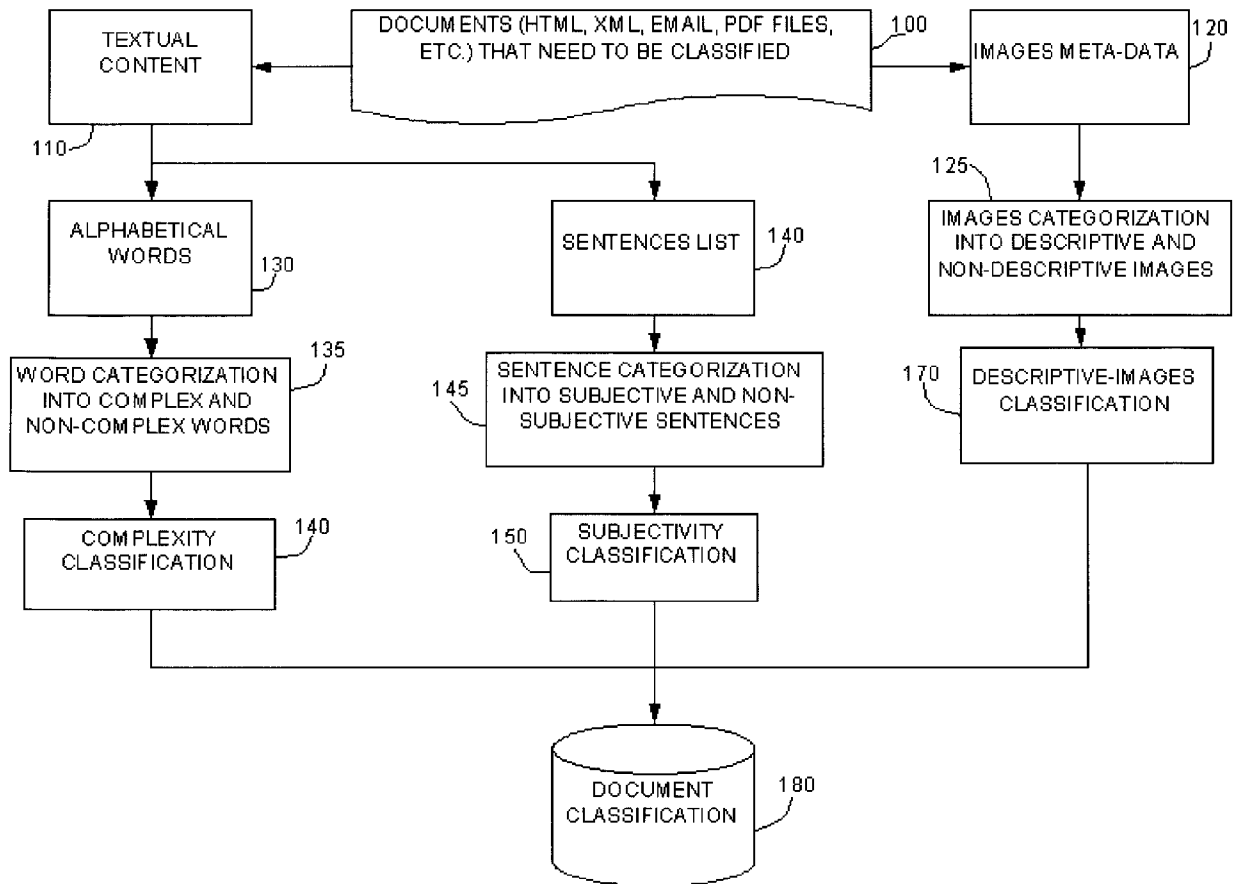 TEXTUAL
CONTENT
110
DOCUMENTS (HTML, XML, EMAIL, PDF FILES,
ETC.) THAT NEED TO BE CLASSIFIED
100
IMAGES META-DATA
120
ALPHABETICAL
WORDS
130
SENTENCES LIST
140
125
IMAGES CATEGORIZATION
INTO DESCRIPTIVE AND
NON-DESCRIPTIVE IMAGES
WORD CATEGORIZATION
INTO COMPLEX AND
NON-COMPLEX WORDS
135
145
SENTENCE CATEGORIZATION
INTO SUBJECTIVE AND NON-
SUBJECTIVE SENTENCES
170
DESCRIPTIVE-IMAGES
CLASSIFICATION
COMPLEXITY
CLASSIFICATION
140
150
SUBJECTIVITY
CLASSIFICATION
DOCUMENT
CLASSIFICATION
180